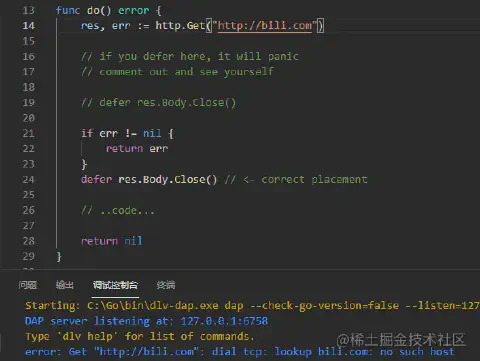 13 func do() error {
14 res, err := http.Get("http://bili.com")
15
16 // if you defer here, it will panic
17 // comment out and see yourself
18
19 // defer res.Body.Close()
20
21 if err != nil {
22 return err
23 }
24 defer res.Body.Close() // <- correct placement
25
26 // ..code...
27
28 return nil
29 }
问题 输出 调试控制台 终端
Starting: C:\Go\bin\dlv-dap.exe dap --check-go-version=false --listen=127
DAP server listening at: 127.0.0.1:6758
Type 'dlv help' for list of commands.
error: Get "http://bili.com": dial tcp: lookup bili.com: no such host
@稀土掘金技术社区